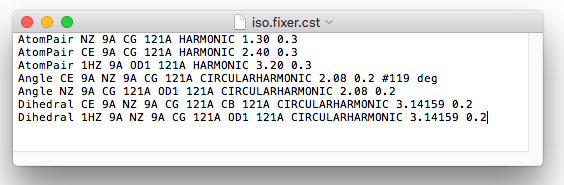 iso.fixer.cst
AtomPair NZ 9A CG 121A HARMONIC 1.30 0.3
AtomPair CE 9A CG 121A HARMONIC 2.40 0.3
AtomPair 1HZ 9A OD1 121A HARMONIC 3.20 0.3
Angle CE 9A NZ 9A CG 121A CIRCULARHARMONIC 2.08 0.2 #119 deg
Angle NZ 9A CG 121A OD1 121A CIRCULARHARMONIC 2.08 0.2
Dihedral CE 9A NZ 9A CG 121A CB 121A CIRCULARHARMONIC 3.14159 0.2
Dihedral 1HZ 9A NZ 9A CG 121A OD1 121A CIRCULARHARMONIC 3.14159 0.2